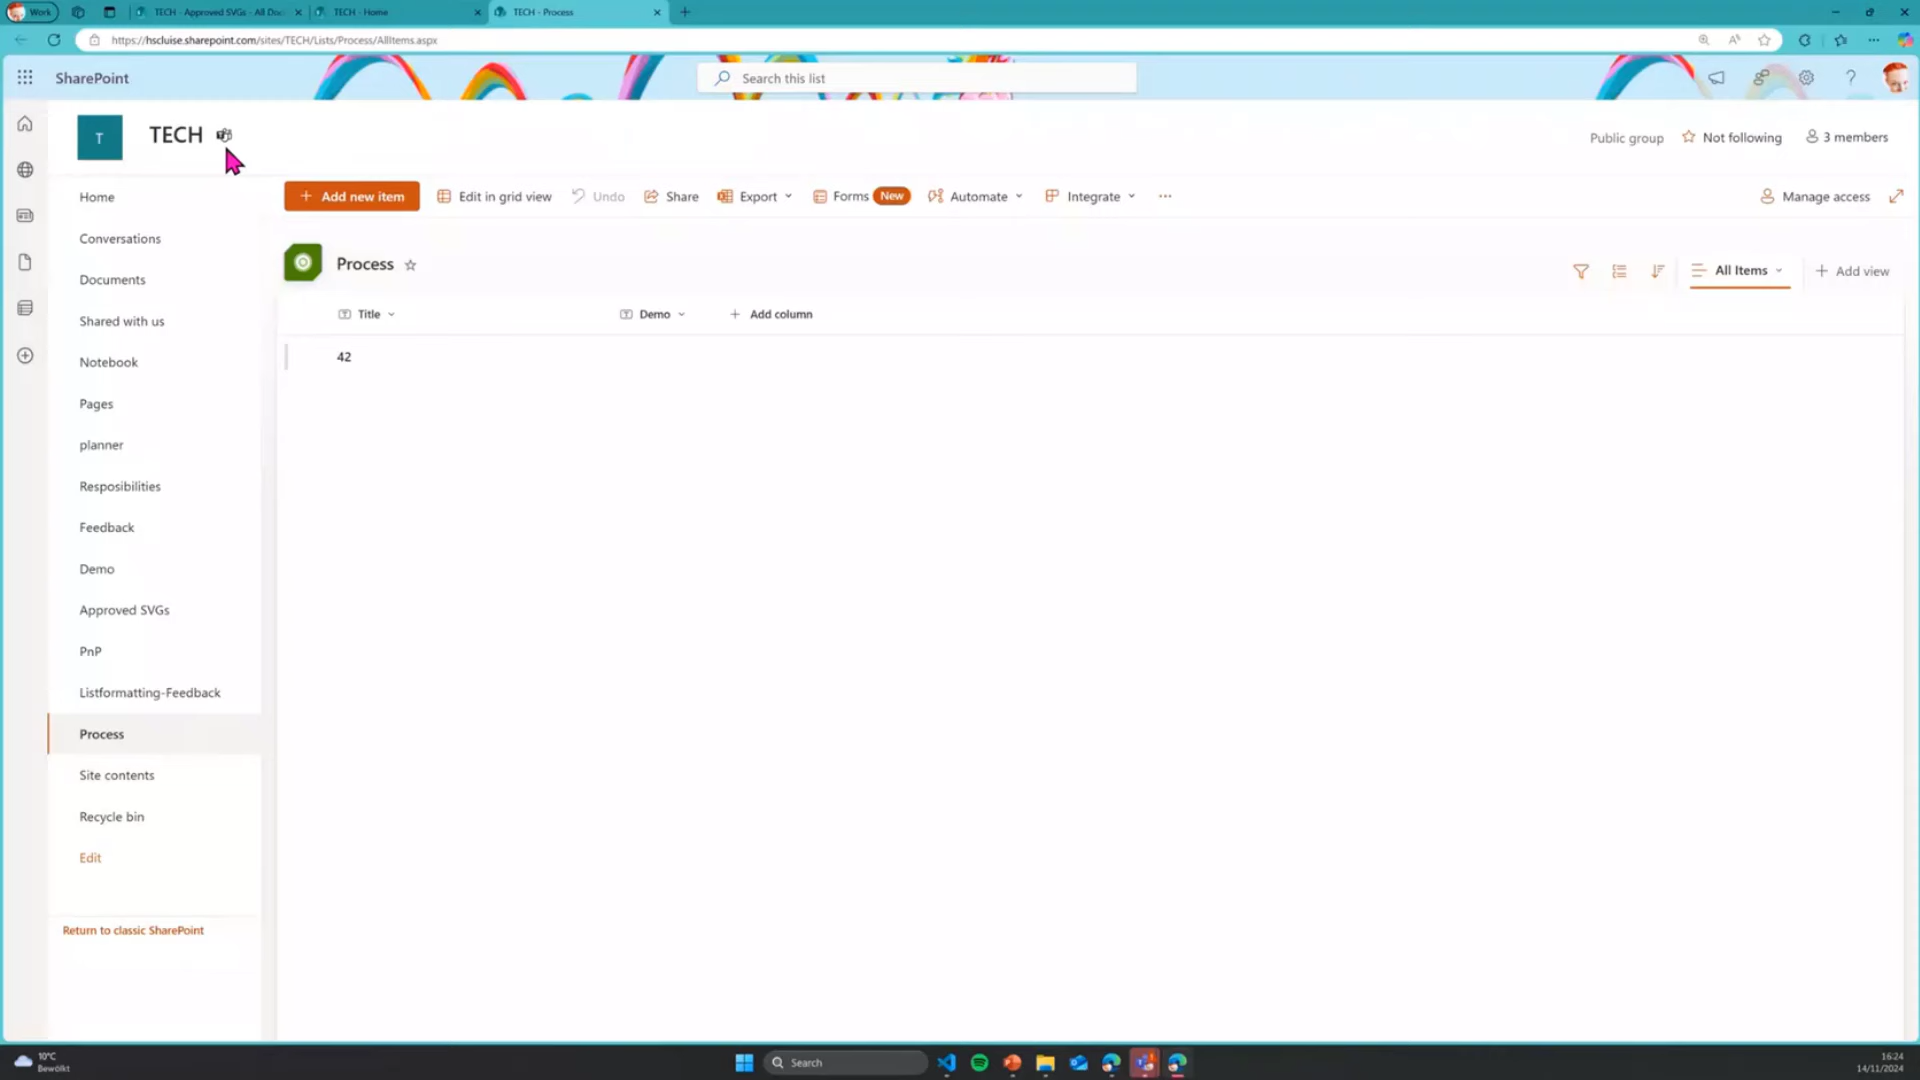 Work
TECH - Approved SVGs - All Doc
TECH - Home
TECH - Process
https://hscluise.sharepoint.com/sites/TECH/Lists/Process/AllItems.aspx
SharePoint
Search this list
T
TECH
Public group
Not following
3 members
Home
Conversations
Documents
Shared with us
Notebook
Pages
planner
Resposibilities
Feedback
Demo
Approved SVGs
PnP
Listformatting-Feedback
Process
Site contents
Recycle bin
Edit
Return to classic SharePoint
Add new item
Edit in grid view
Undo
Share
Export
Forms New
Automate
Integrate
Manage access
Process
All Items
Add view
Title
Demo
Add column
42
10°C
Bewölkt
Search
16:24
14/11/2024